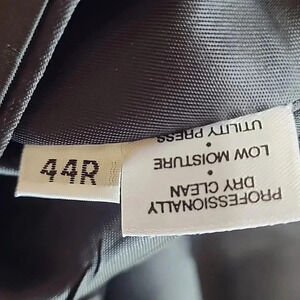 44R
PROFESSIONALLY
DRY CLEAN
LOW MOISTURE ·
UTILITY PRESS